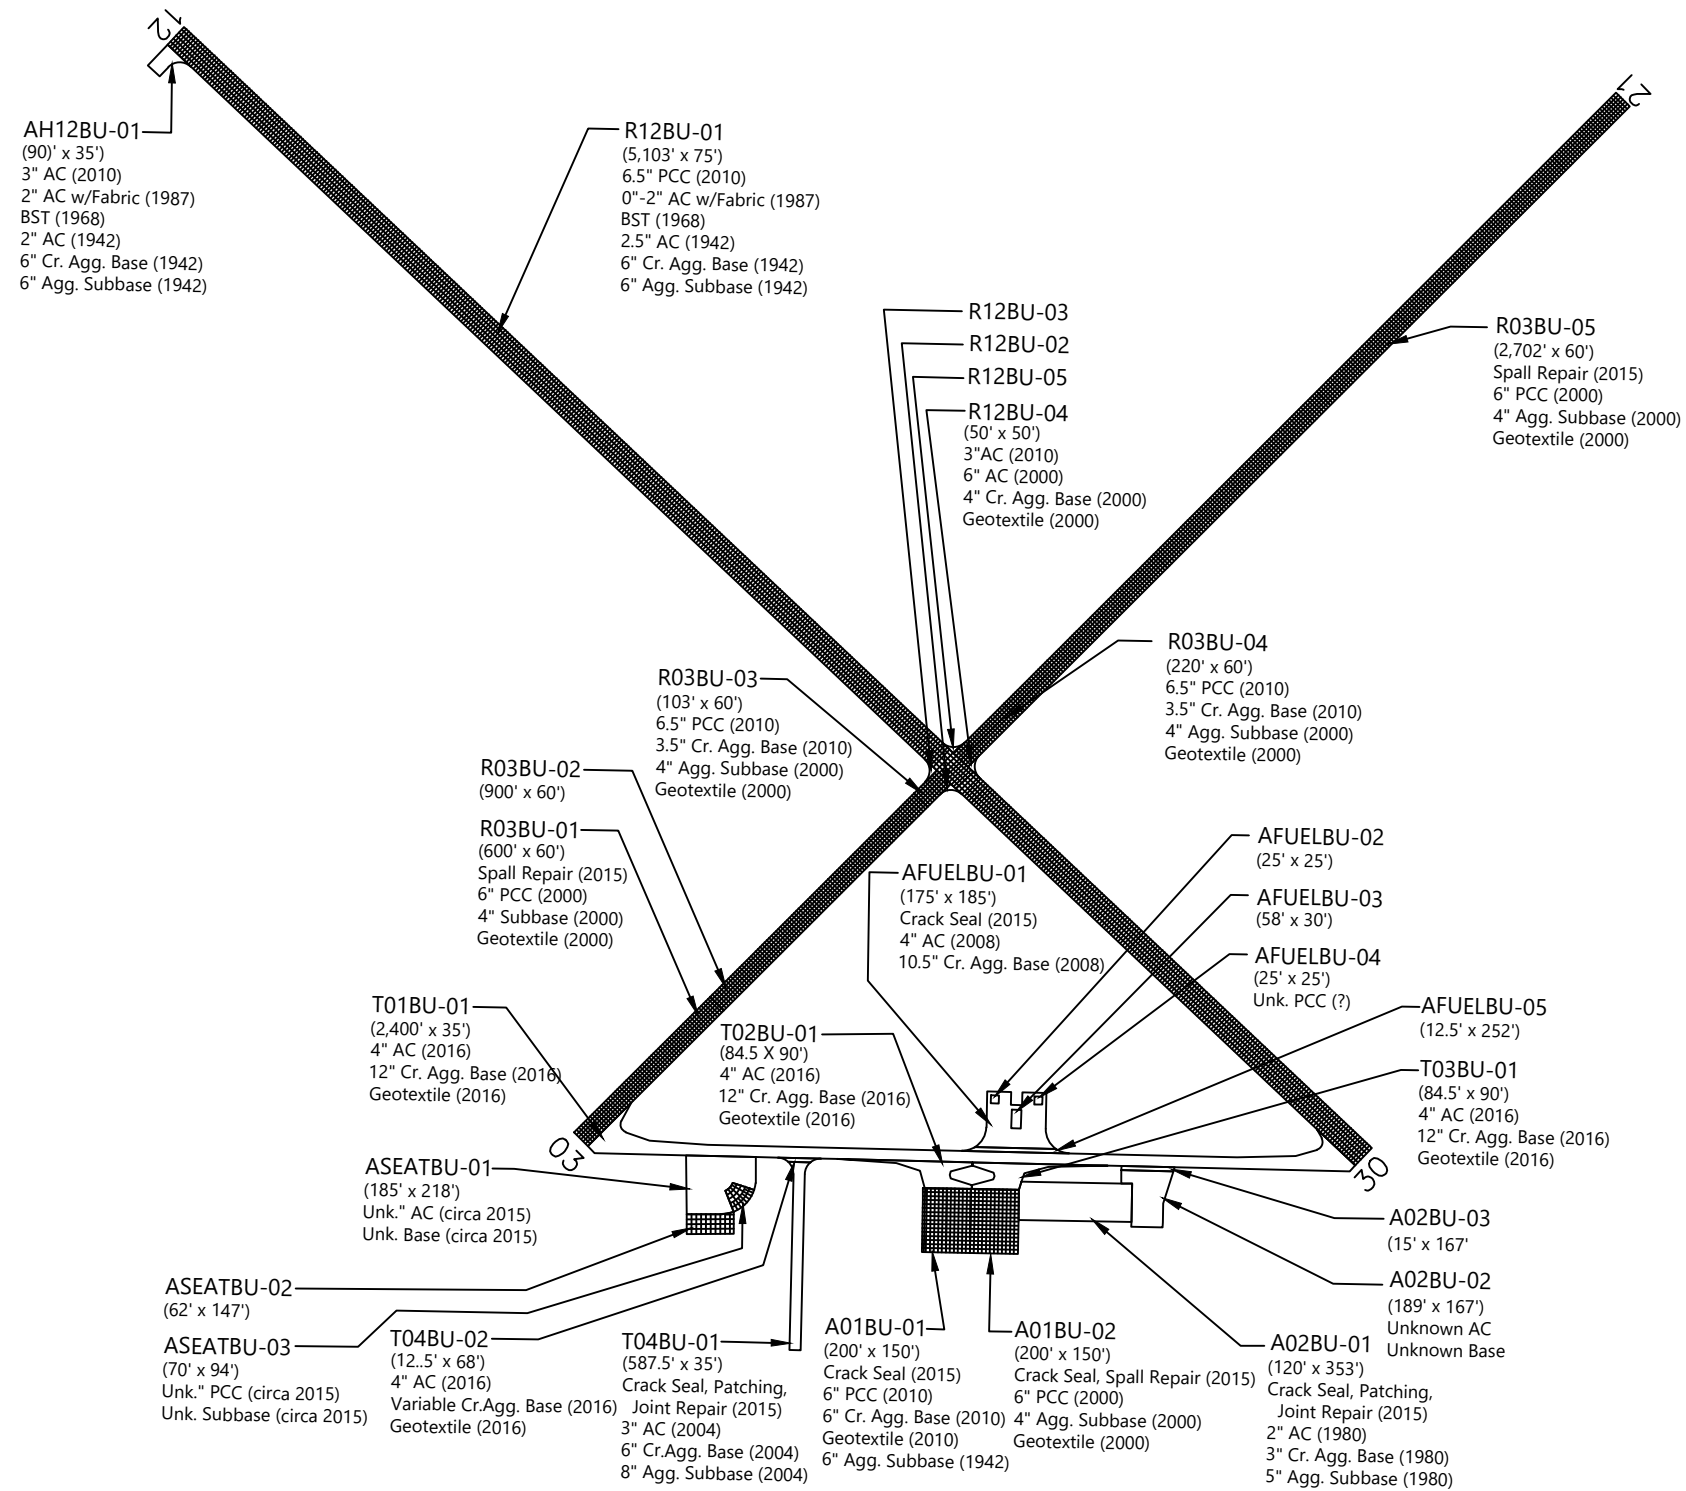 12
21
AH12BU-01
(90)' x 35')
3" AC (2010)
2" AC w/Fabric (1987)
BST (1968)
2" AC (1942)
6" Cr. Agg. Base (1942)
6" Agg. Subbase (1942)
R12BU-01
(5,103' x 75')
6.5" PCC (2010)
0"-2" AC w/Fabric (1987)
BST (1968)
2.5" AC (1942)
6" Cr. Agg. Base (1942)
6" Agg. Subbase (1942)
R12BU-03
R12BU-02
R12BU-05
R12BU-04
(50' x 50')
3"AC (2010)
6" AC (2000)
4" Cr. Agg. Base (2000)
Geotextile (2000)
R03BU-05
(2,702' x 60')
Spall Repair (2015)
6" PCC (2000)
4" Agg. Subbase (2000)
Geotextile (2000)
R03BU-04
(220' x 60')
6.5" PCC (2010)
3.5" Cr. Agg. Base (2010)
4" Agg. Subbase (2000)
Geotextile (2000)
R03BU-03
(103' x 60')
6.5" PCC (2010)
3.5" Cr. Agg. Base (2010)
4" Agg. Subbase (2000)
Geotextile (2000)
R03BU-02
(900' x 60')
R03BU-01
(600' x 60')
Spall Repair (2015)
6" PCC (2000)
4" Subbase (2000)
Geotextile (2000)
AFUELBU-02
(25' x 25')
AFUELBU-01
(175' x 185')
Crack Seal (2015)
4" AC (2008)
10.5" Cr. Agg. Base (2008)
AFUELBU-03
(58' x 30')
AFUELBU-04
(25' x 25')
Unk. PCC (?)
AFUELBU-05
(12.5' x 252')
T01BU-01
(2,400' x 35')
4" AC (2016)
12" Cr. Agg. Base (2016)
Geotextile (2016)
T02BU-01
(84.5 X 90')
4" AC (2016)
12" Cr. Agg. Base (2016)
Geotextile (2016)
T03BU-01
(84.5' x 90')
4" AC (2016)
12" Cr. Agg. Base (2016)
Geotextile (2016)
03
30
ASEATBU-01
(185' x 218')
Unk." AC (circa 2015)
Unk. Base (circa 2015)
A02BU-03
(15' x 167'
A02BU-02
(189' x 167')
Unknown AC
Unknown Base
ASEATBU-02
(62' x 147')
ASEATBU-03
(70' x 94')
Unk." PCC (circa 2015)
Unk. Subbase (circa 2015)
T04BU-02
(12..5' x 68')
4" AC (2016)
Variable Cr.Agg. Base (2016)
Geotextile (2016)
T04BU-01
(587.5' x 35')
Crack Seal, Patching,
Joint Repair (2015)
3" AC (2004)
6" Cr.Agg. Base (2004)
8" Agg. Subbase (2004)
A01BU-01
(200' x 150')
Crack Seal (2015)
6" PCC (2010)
6" Cr. Agg. Base (2010)
Geotextile (2010)
6" Agg. Subbase (1942)
A01BU-02
(200' x 150')
Crack Seal, Spall Repair (2015)
6" PCC (2000)
4" Agg. Subbase (2000)
Geotextile (2000)
A02BU-01
(120' x 353')
Crack Seal, Patching,
Joint Repair (2015)
2" AC (1980)
3" Cr. Agg. Base (1980)
5" Agg. Subbase (1980)